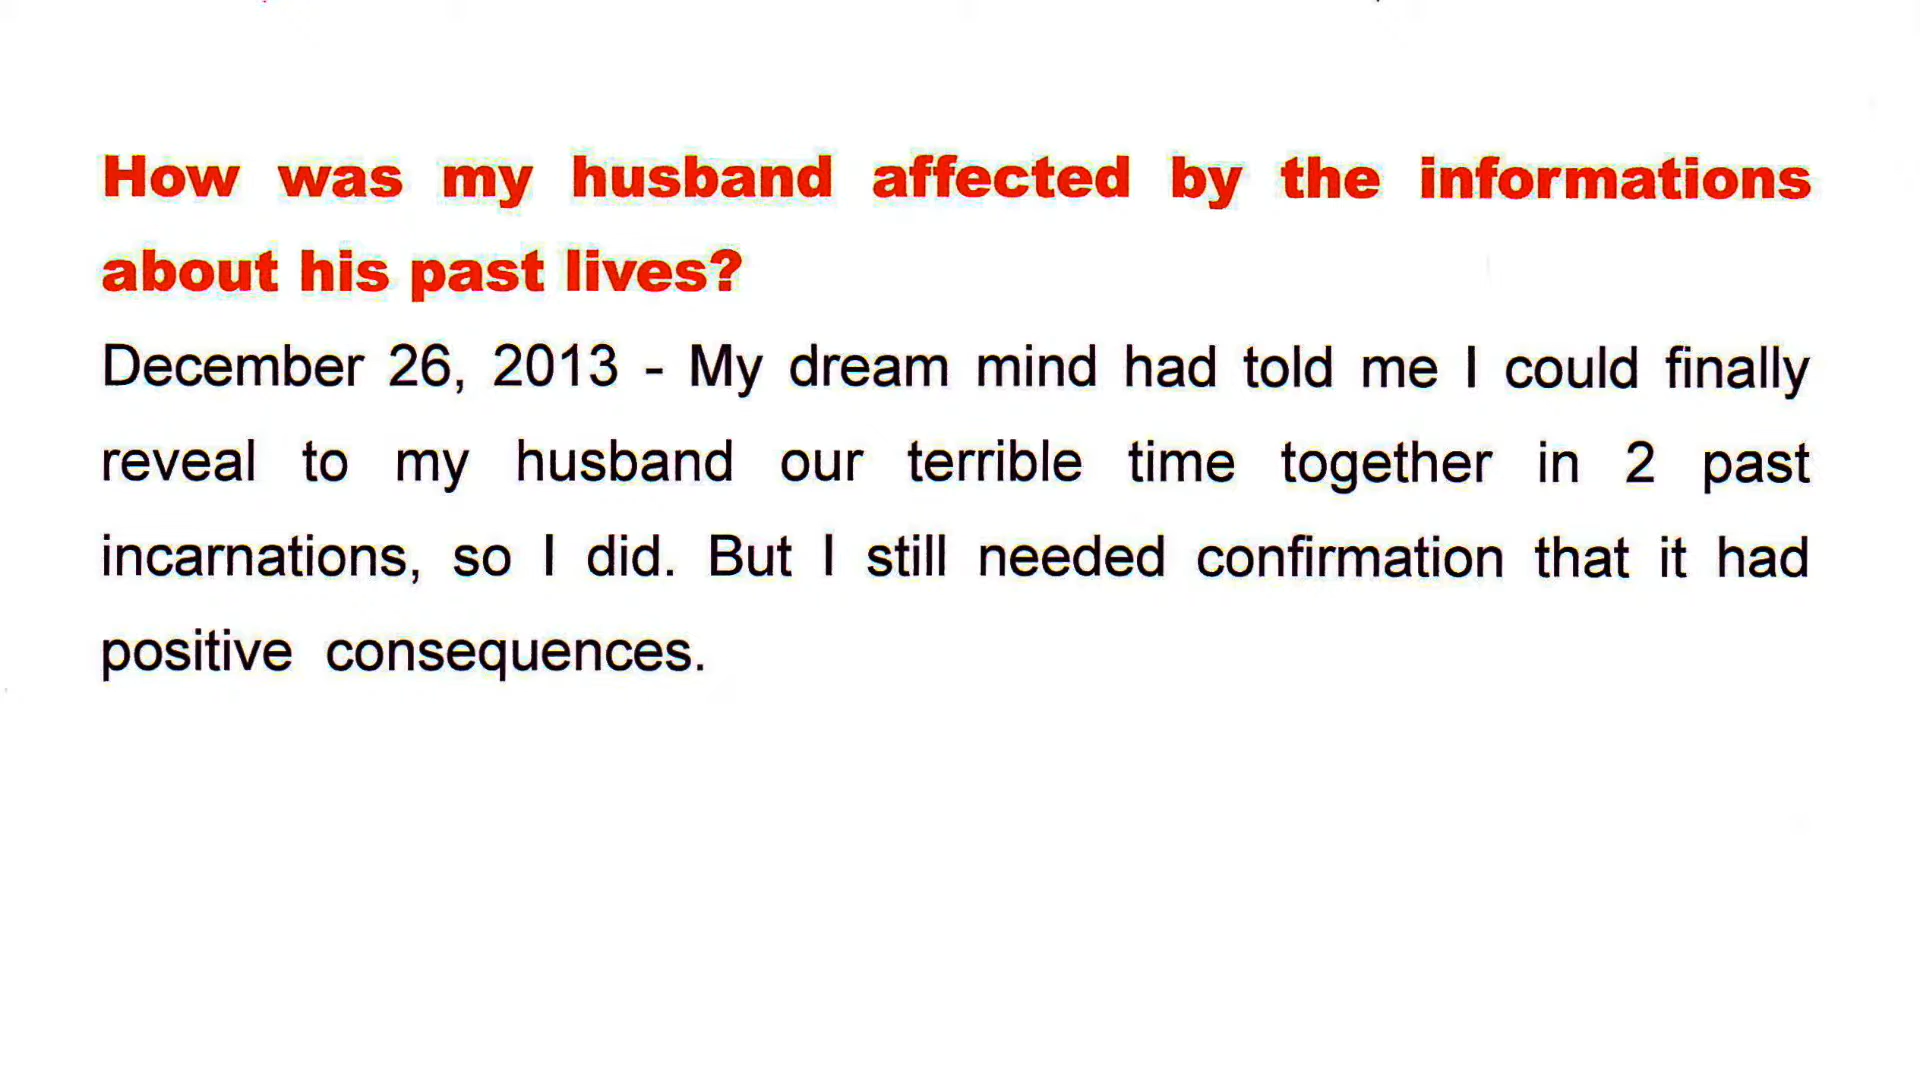 How was my husband affected by the informations
about his past lives?
December 26, 2013 - My dream mind had told me I could finally
reveal to my husband our terrible time together in 2 past
incarnations, so I did. But I still needed confirmation that it had
positive consequences.